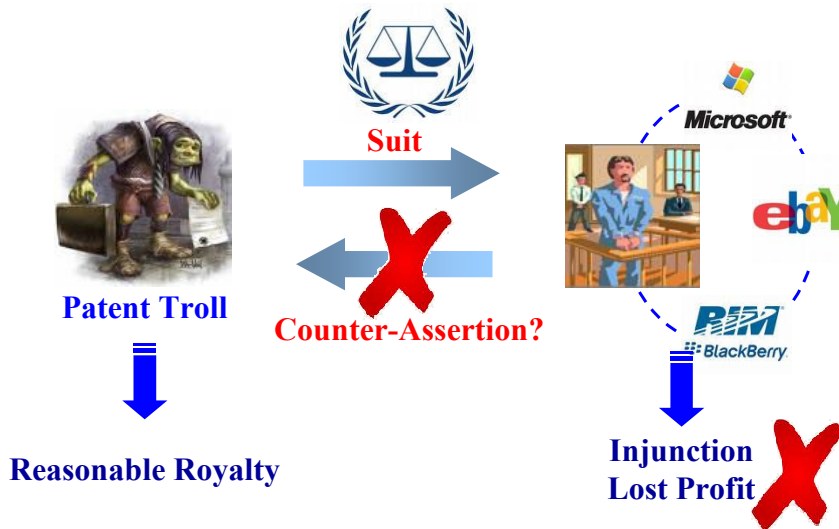 Suit
Microsoft
ebaY
Patent Troll
Counter-Assertion?
RIM
BlackBerry
Reasonable Royalty
Injunction
Lost Profit